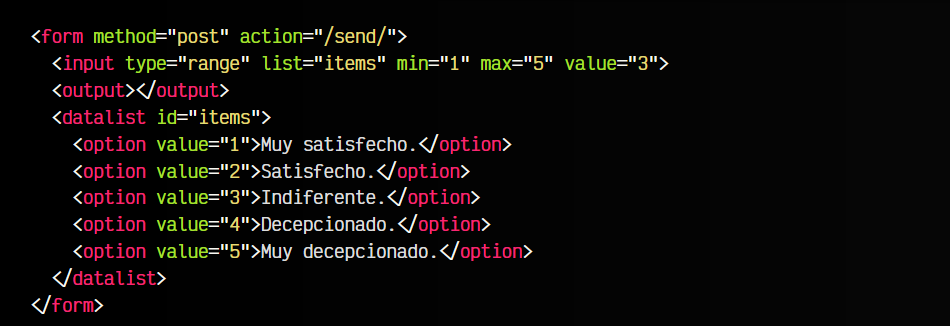 <form method="post" action="/send/">
<input type="range" list="items" min="1" max="5" value="3">
<output></output>
<datalist id="items">
<option value="1">Muy satisfecho.</option>
<option value="2">Satisfecho.</option>
<option value="3">Indiferente.</option>
<option value="4">Decepcionado.</option>
<option value="5">Muy decepcionado.</option>
</datalist>
</form>